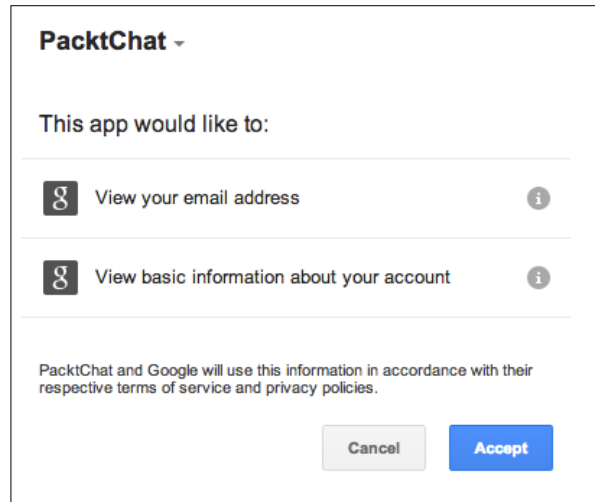 PacktChat
This app would like to:
g View your email address i
g View basic information about your account i
PacktChat and Google will use this information in accordance with their
respective terms of service and privacy policies.
Cancel Accept